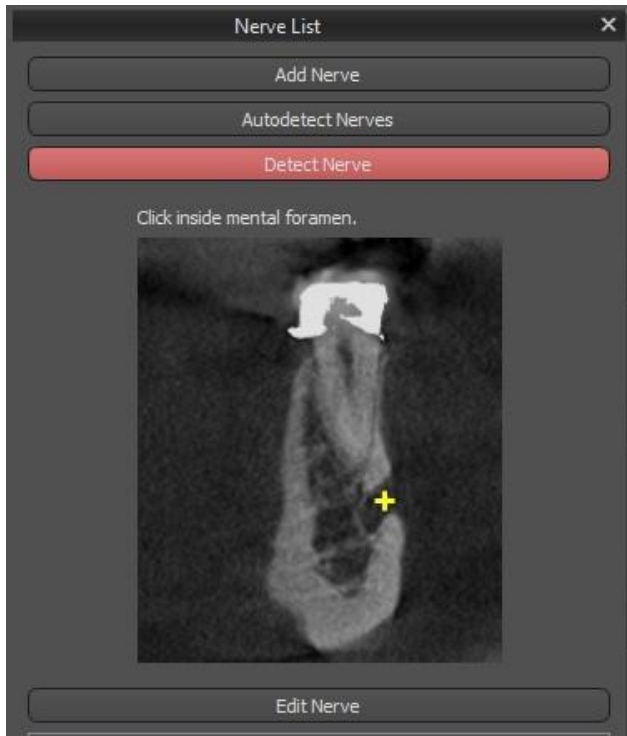 Nerve List
Add Nerve
Autodetect Nerves
Detect Nerve
Click inside mental foramen.
Edit Nerve